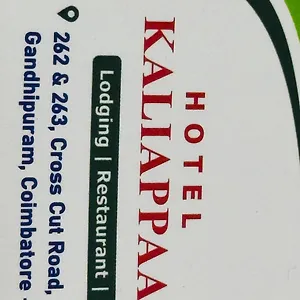 HOTEL
KALIAPPAA
Lodging | Restaurant |
262 & 263, Cross Cut Road,
Gandhipuram, Coimbatore -